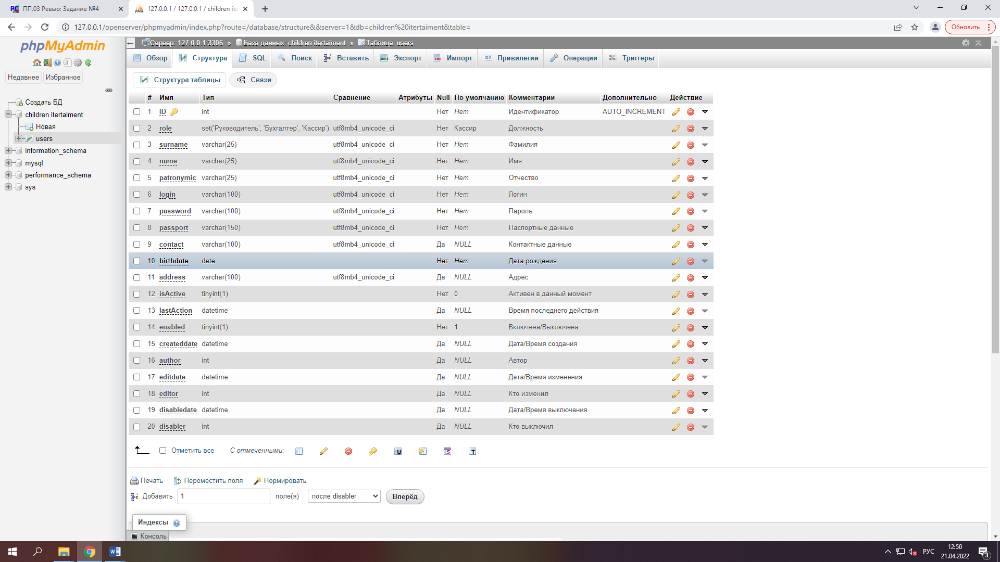 ПП.03 Ревью: Задание №4
127.0.0.1 / 127.0.0.1 / children ite
127.0.0.1/openserver/phpmyadmin/index.php?route=/database/structure&&server=1&db=children%20itertaiment&table=
Обновить
phpMyAdmin
Недавнее
Избранное
Создать БД
children itertaiment
Новая
users
information_schema
mysql
performance_schema
sys
Сервер: 127.0.0.1:3306 » База данных: children itertaiment » Таблица: users
Обзор Структура SQL Поиск Вставить Экспорт Импорт Привилегии Операции Триггеры
Структура таблицы Связи
# Имя Тип Сравнение Атрибуты Null По умолчанию Комментарии Дополнительно Действие
1 ID int Нет Нет Идентификатор AUTO_INCREMENT
2 role set('Руководитель', 'Бухгалтер', 'Кассир') utf8mb4_unicode_ci Нет Кассир Должность
3 surname varchar(25) utf8mb4_unicode_ci Нет Нет Фамилия
4 name varchar(25) utf8mb4_unicode_ci Нет Нет Имя
5 patronymic varchar(25) utf8mb4_unicode_ci Нет Нет Отчество
6 login varchar(100) utf8mb4_unicode_ci Нет Нет Логин
7 password varchar(100) utf8mb4_unicode_ci Нет Нет Пароль
8 passport varchar(150) utf8mb4_unicode_ci Нет Нет Паспортные данные
9 contact varchar(100) utf8mb4_unicode_ci Да NULL Контактные данные
10 birthdate date Нет Нет Дата рождения
11 address varchar(100) utf8mb4_unicode_ci Да NULL Адрес
12 isActive tinyint(1) Нет 0 Активен в данный момент
13 lastAction datetime Да NULL Время последнего действия
14 enabled tinyint(1) Нет 1 Включена/Выключена
15 createddate datetime Да NULL Дата/Время создания
16 author int Да NULL Автор
17 editdate datetime Да NULL Дата/Время изменения
18 editor int Да NULL Кто изменил
19 disabledate datetime Да NULL Дата/Время выключения
20 disabler int Да NULL Кто выключил
Отметить все С отмеченными: U S T
Печать Переместить поля Нормировать
Добавить 1 поле(я) после disabler Вперёд
Индексы
Консоль
РУС
12:50
21.04.2022
3